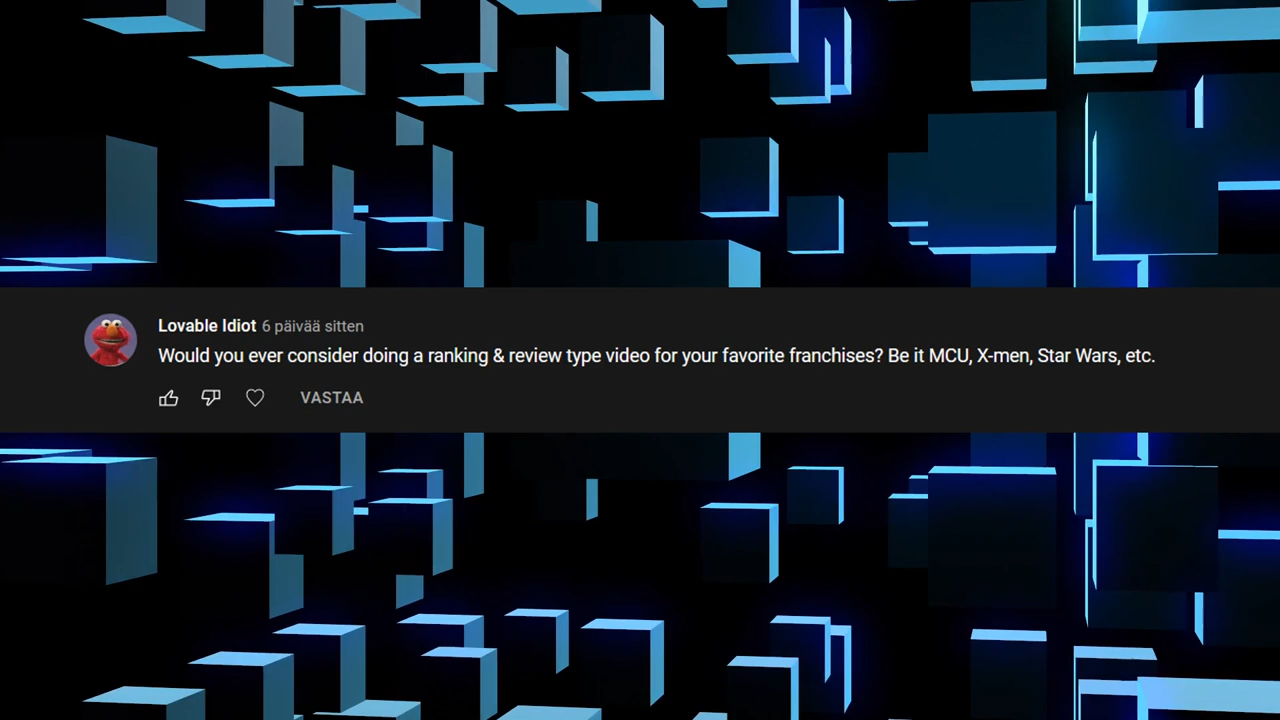 Lovable Idiot 6 päivää sitten
Would you ever consider doing a ranking & review type video for your favorite franchises? Be it MCU, X-men, Star Wars, etc.
VASTAA